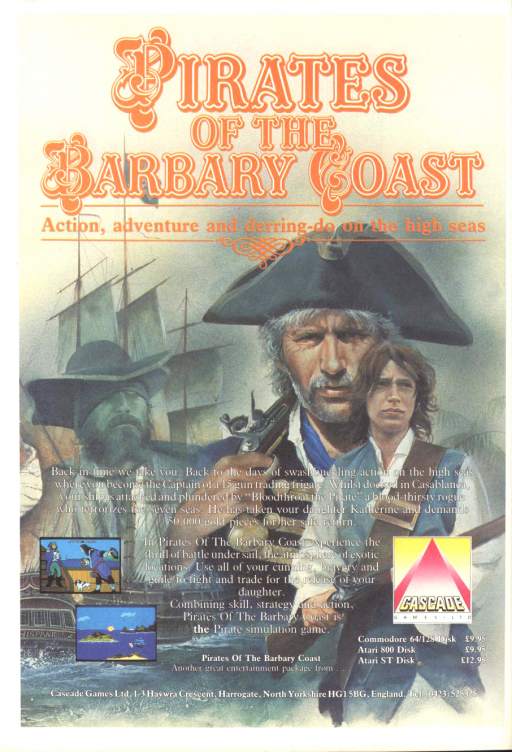 PIRATES
OF THE
BARBARY COAST
Action, adventure and derring-do on the high seas
Back in time we take you. Back to the days of swashbuckling action on the high seas
where you become the Captain of a 15 gun trading frigate. Whilst docked in Casablanca,
your ship is attacked and plundered by "Bloodthroat the Pirate" a blood-thirsty rogue
who terrorizes the seven seas. He has taken your daughter Katherine and demands
50,000 gold pieces for her safe return.
In Pirates Of The Barbary Coast experience the
thrill of battle under sail, the atmosphere of exotic
locations. Use all of your cunning, bravery and
guile to fight and trade for the release of your
daughter.
Combining skill, strategy and action,
Pirates Of The Barbary Coast is
the Pirate simulation game.
Pirates Of The Barbary Coast
Another great entertainment package from ...
CASCADE
GAMES LTD
Commodore 64/128 Disk £9.95
Atari 800 Disk £9.95
Atari ST Disk £12.95
Cascade Games Ltd, 1-3 Haywra Crescent, Harrogate, North Yorkshire HG1 5BG, England. Tel: (0423) 525325